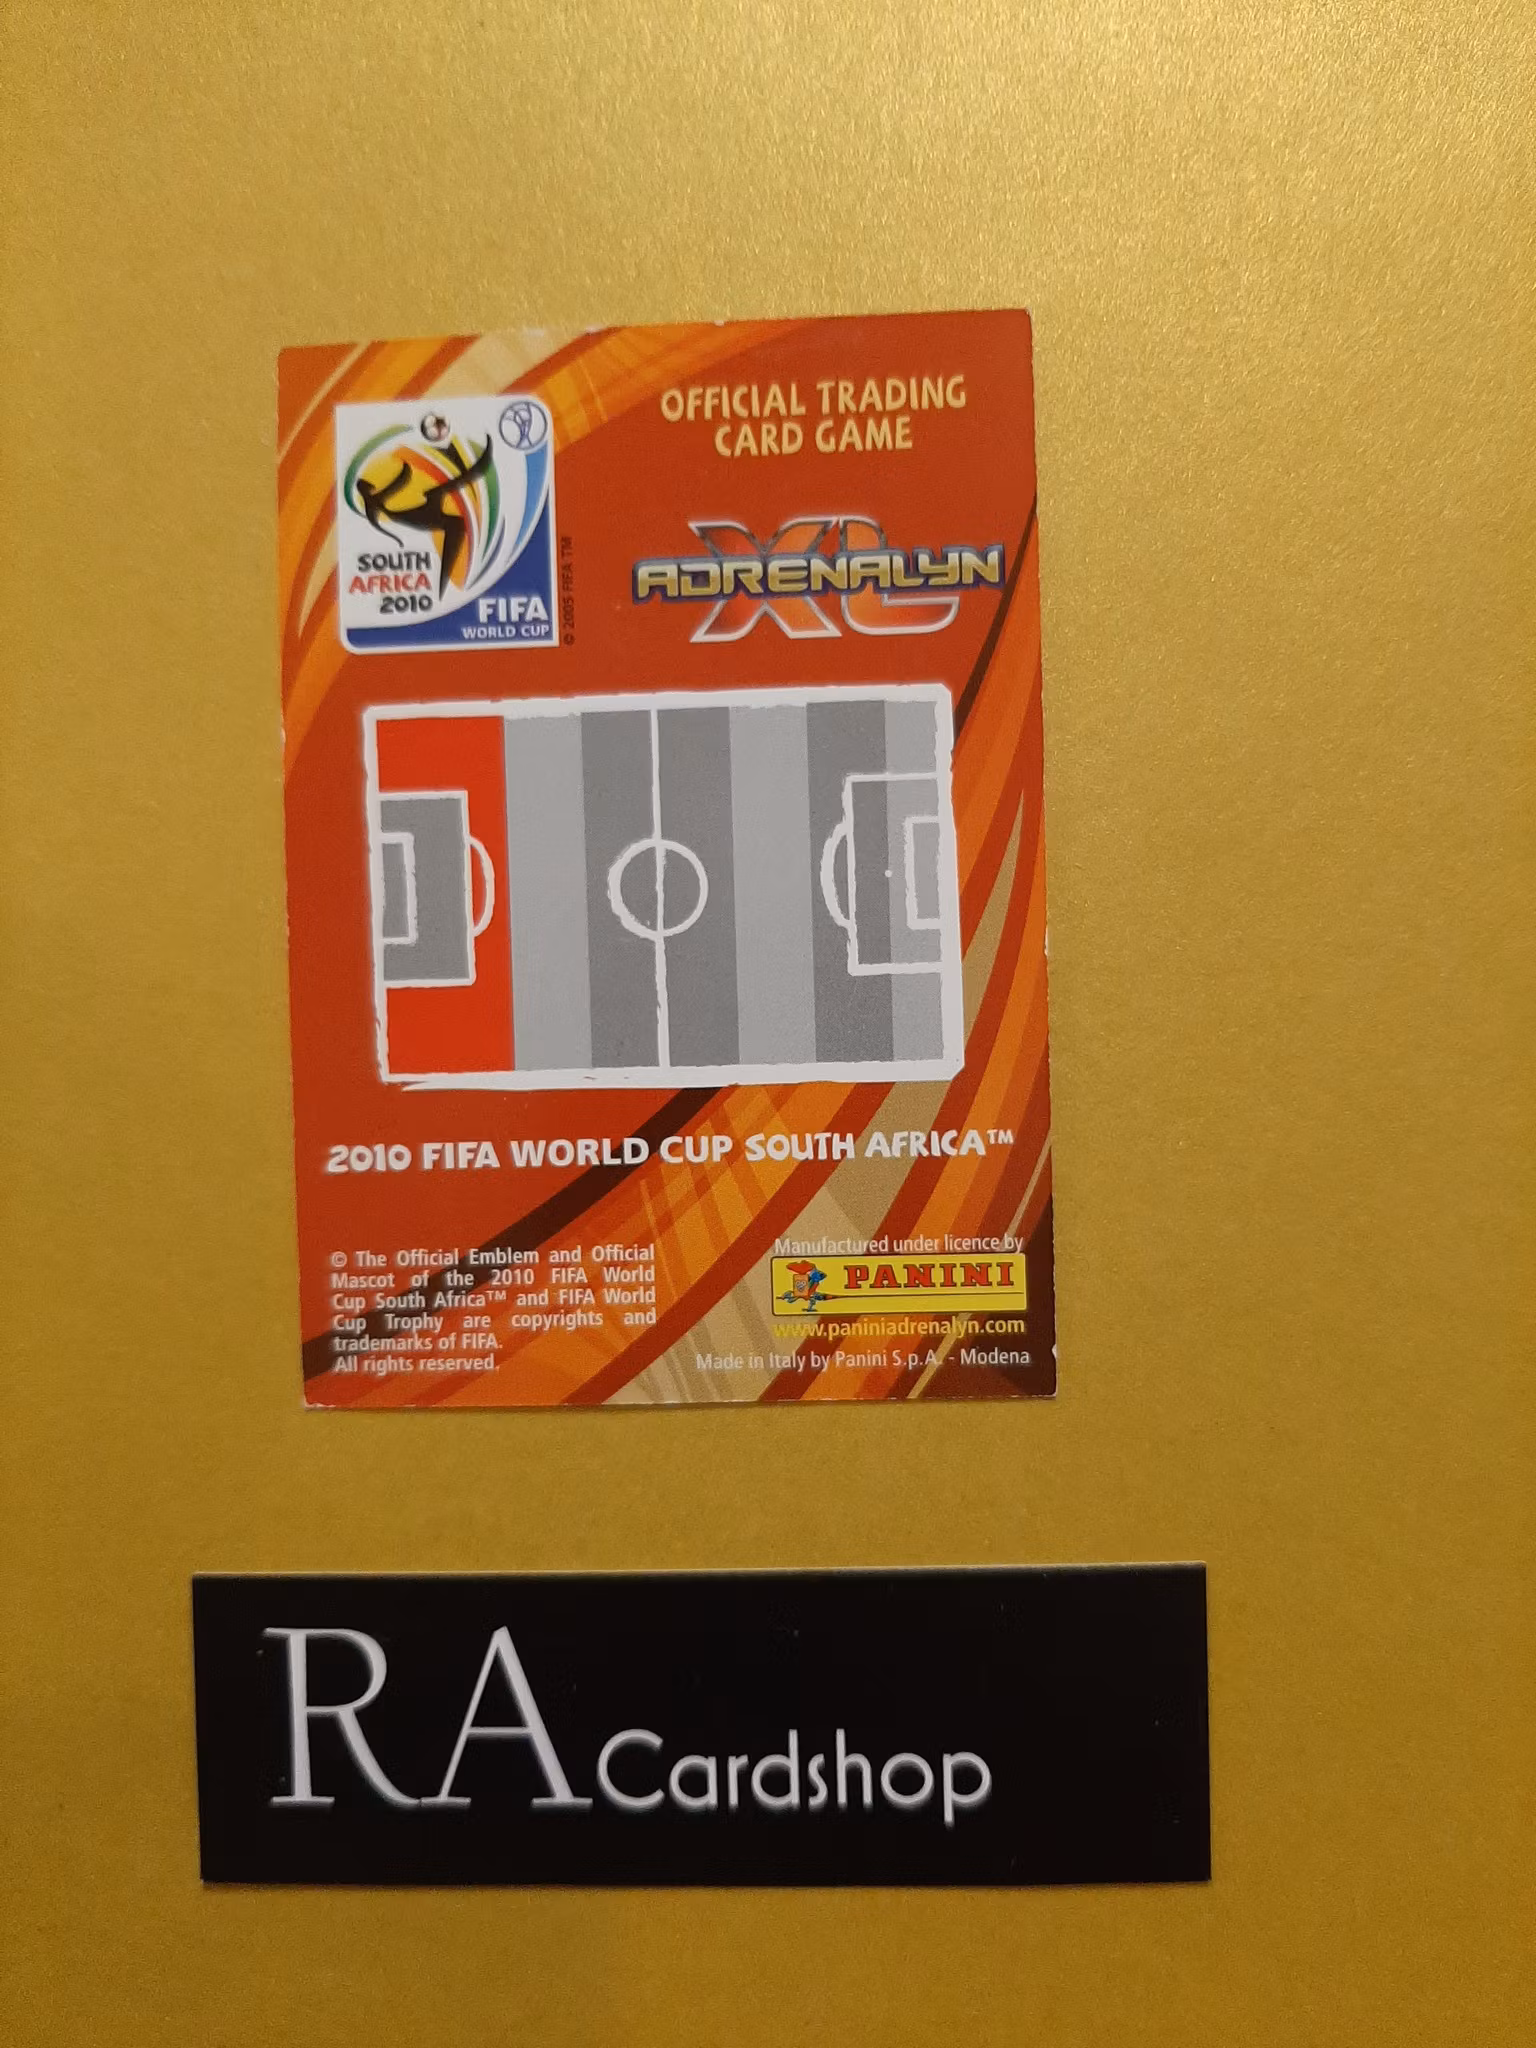 OFFICIAL TRADING
CARD GAME
SOUTH
AFRICA
2010
FIFA
WORLD CUP
© 2005 FIFA TM
XL
ADRENALYN
2010 FIFA WORLD CUP SOUTH AFRICA™
© The Official Emblem and Official
Mascot of the 2010 FIFA World
Cup South Africa™ and FIFA World
Cup Trophy are copyrights and
trademarks of FIFA.
All rights reserved.
Manufactured under licence by
PANINI
www.paniniadrenalyn.com
Made in Italy by Panini S.p.A. - Modena
RA Cardshop